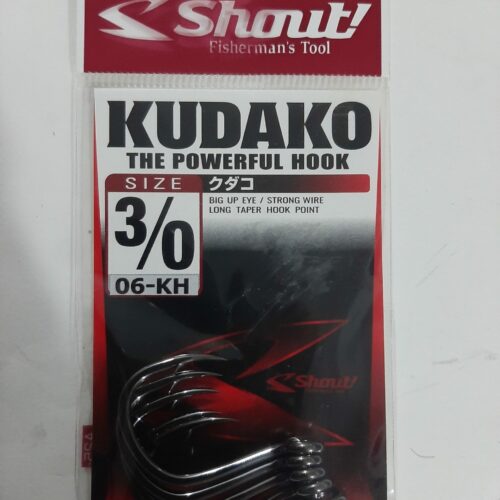 Shout!
Fisherman's Tool
KUDAKO
THE POWERFUL HOOK
SIZE
クダコ
BIG UP EYE / STRONG WIRE
LONG TAPER HOOK POINT
3/0
06-KH
Shout!